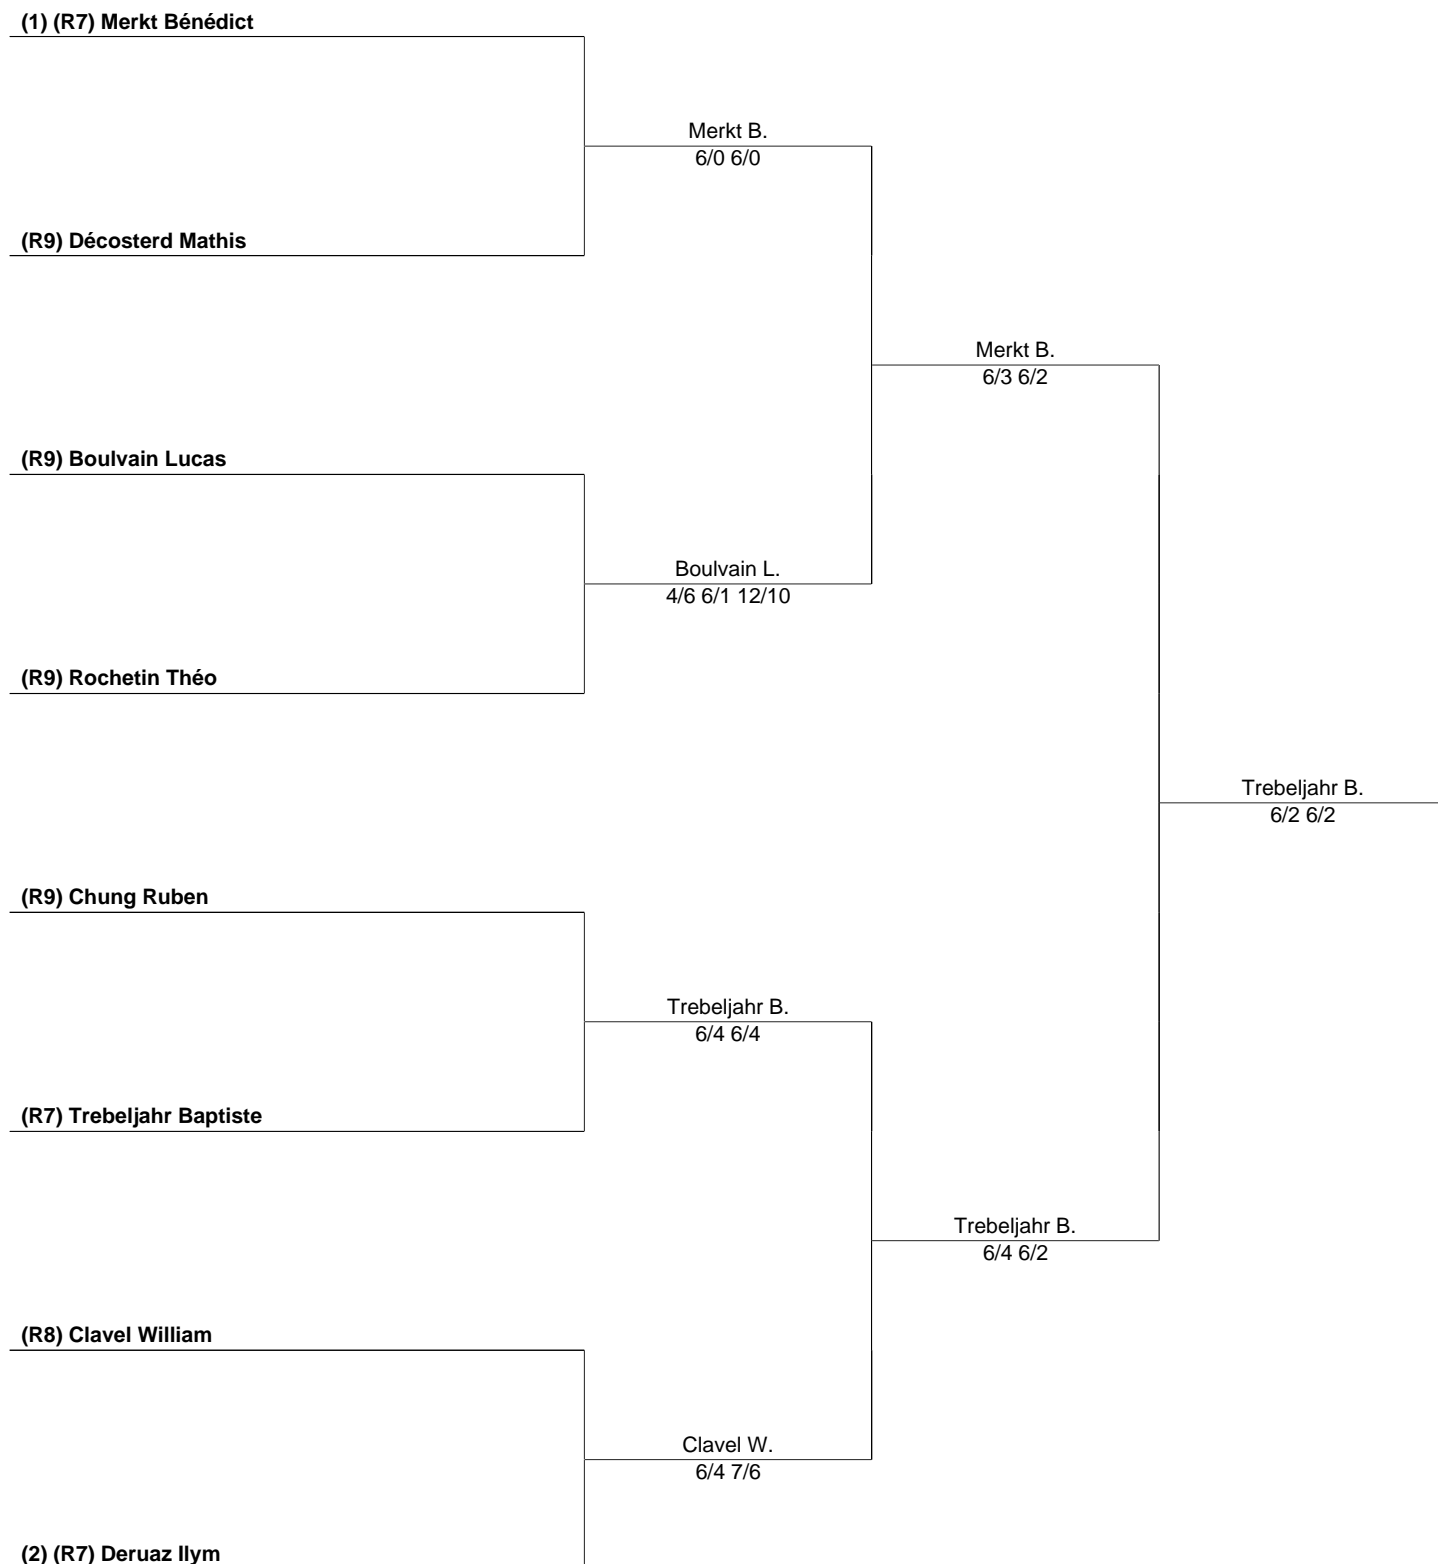 (1) (R7) Merkt Bénédict
Merkt B.
6/0 6/0
(R9) Décosterd Mathis
Merkt B.
6/3 6/2
(R9) Boulvain Lucas
Boulvain L.
4/6 6/1 12/10
(R9) Rochetin Théo
Trebeljahr B.
6/2 6/2
(R9) Chung Ruben
Trebeljahr B.
6/4 6/4
(R7) Trebeljahr Baptiste
Trebeljahr B.
6/4 6/2
(R8) Clavel William
Clavel W.
6/4 7/6
(2) (R7) Deruaz Ilym